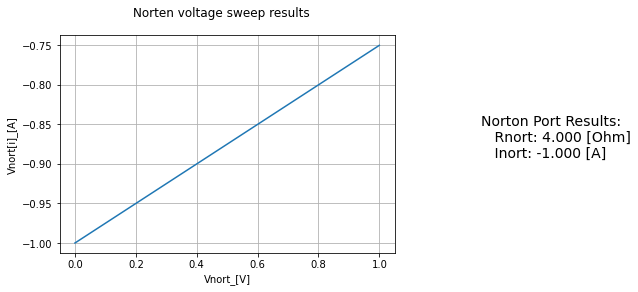 Norten voltage sweep results
−0.75
−0.80
−0.85
−0.90
−0.95
−1.00
Vnort[i]_[A]
0.0 0.2 0.4 0.6 0.8 1.0
Vnort_[V]
Norton Port Results:
Rnort: 4.000 [Ohm]
Inort: -1.000 [A]